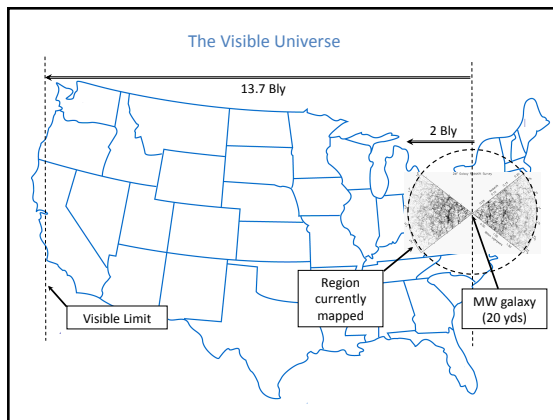 The Visible Universe
13.7 Bly
2 Bly
Region
currently
mapped
MW galaxy
(20 yds)
Visible Limit